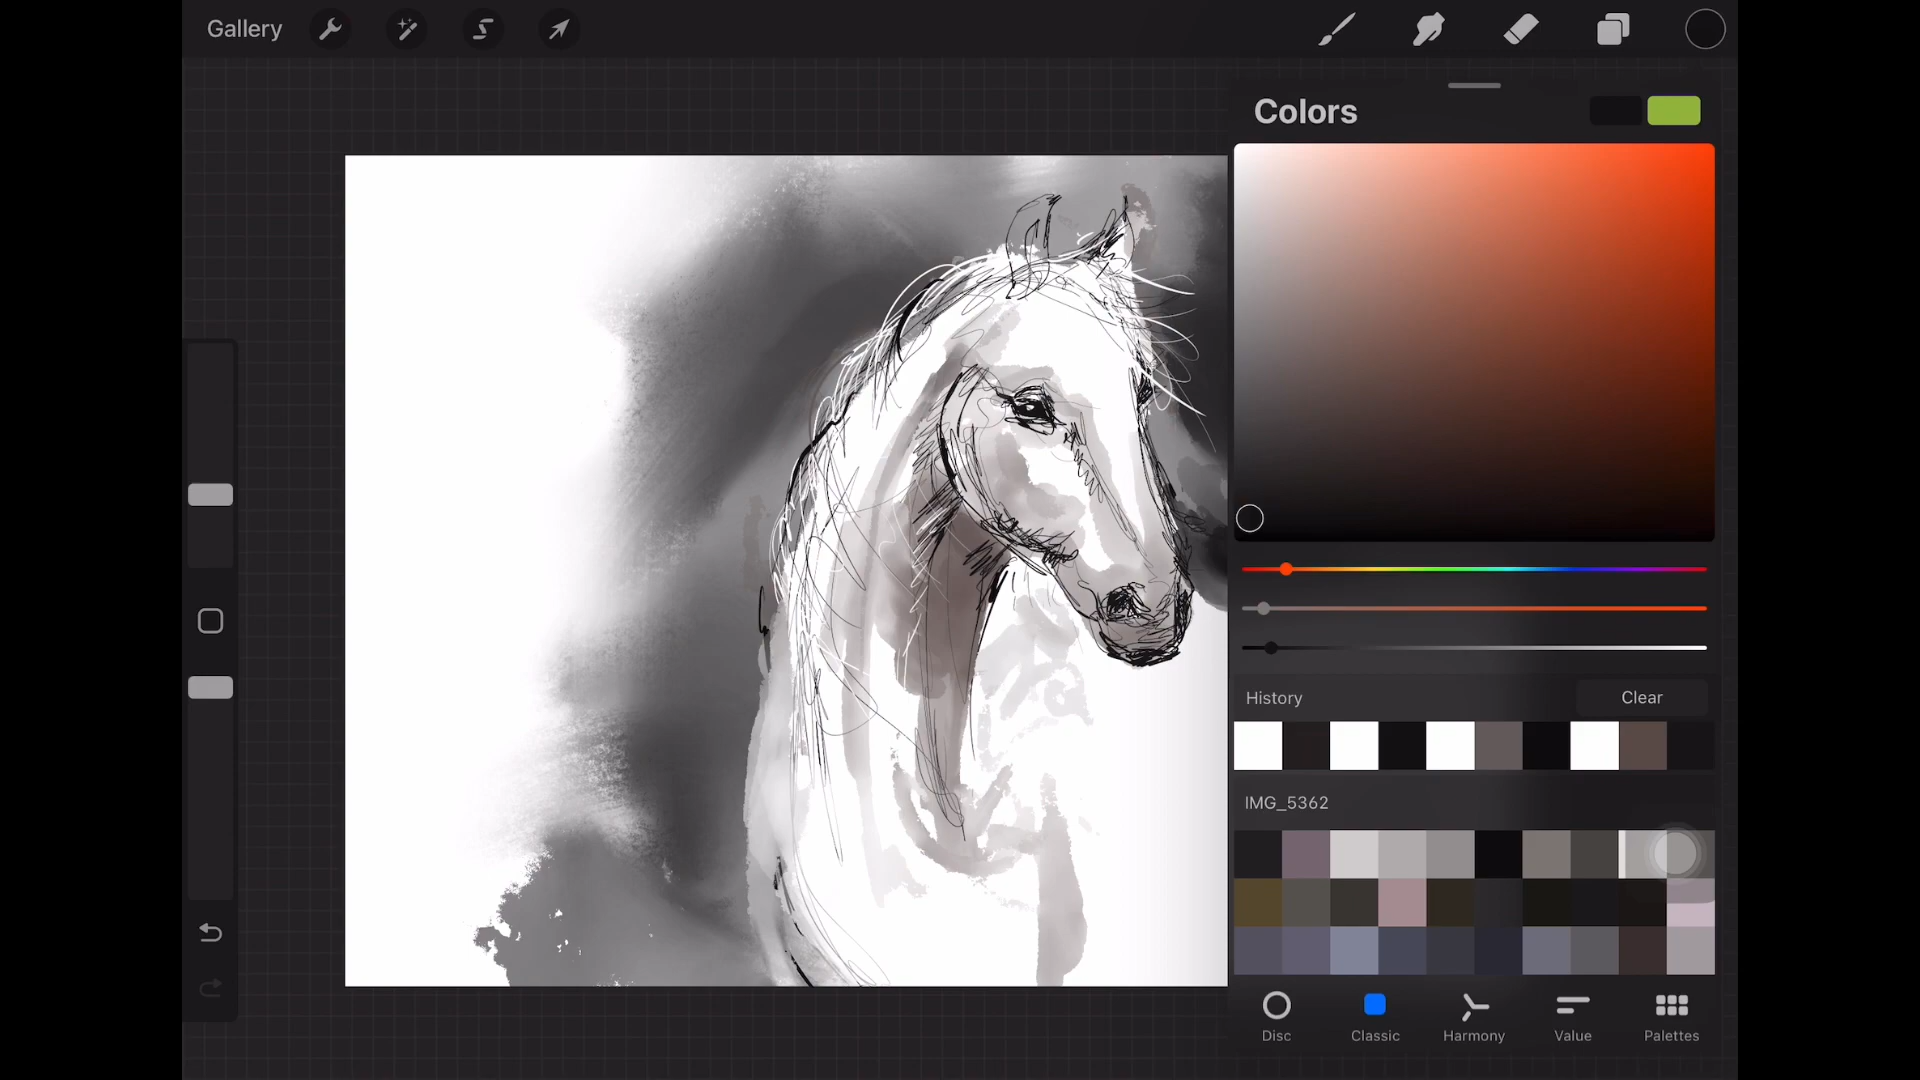 Gallery
Colors
History
Clear
IMG_5362
Disc
Classic
Harmony
Value
Palettes